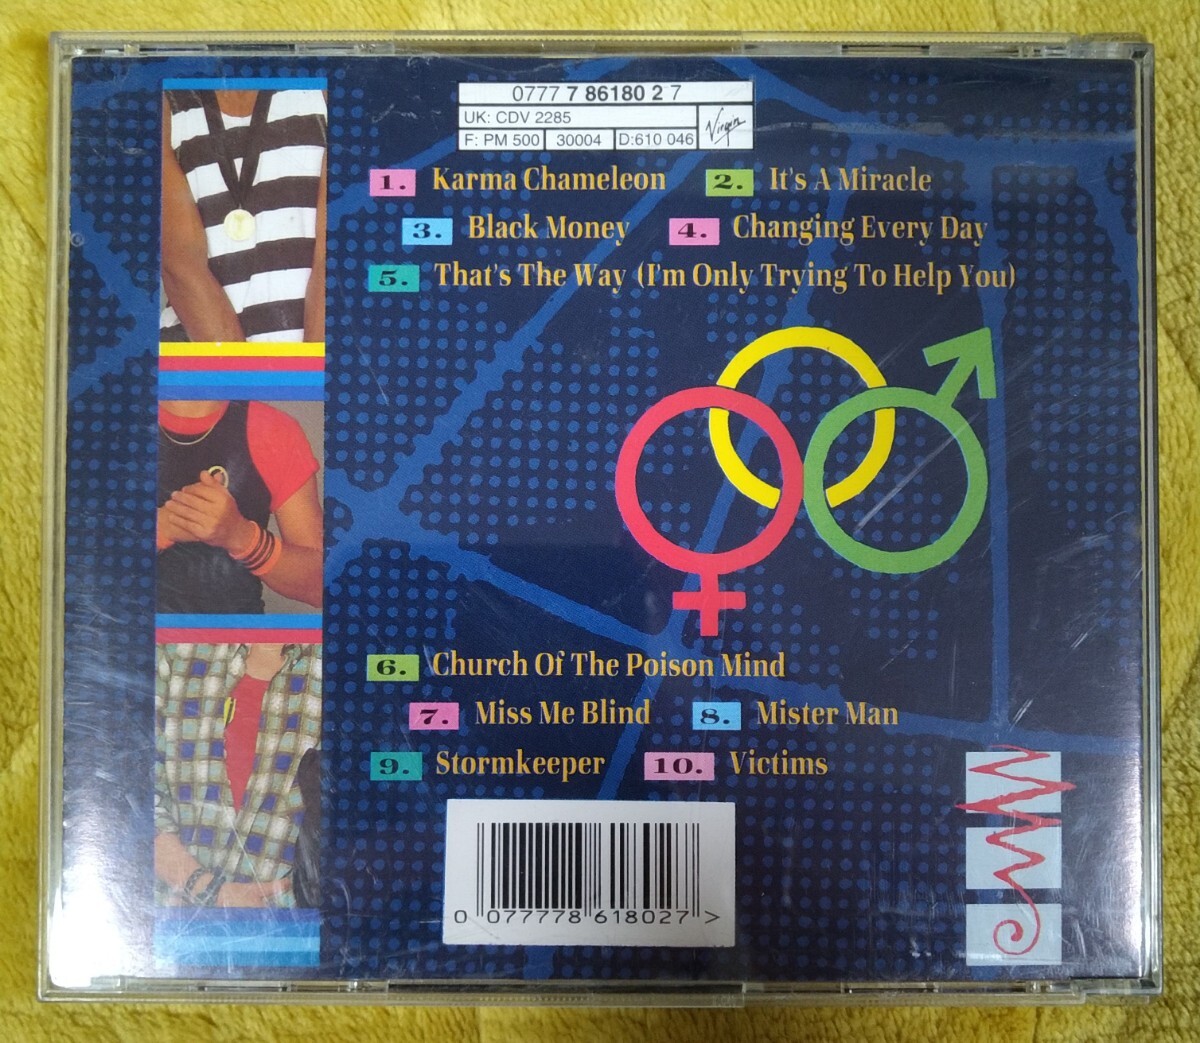 0777 7 86180 2 7
UK: CDV 2285
F: PM 500 30004 D:610 046 Virgin
1. Karma Chameleon 2. It's A Miracle
3. Black Money 4. Changing Every Day
5. That's The Way (I'm Only Trying To Help You)
6. Church Of The Poison Mind
7. Miss Me Blind 8. Mister Man
9. Stormkeeper 10. Victims
0 077778 618027 >